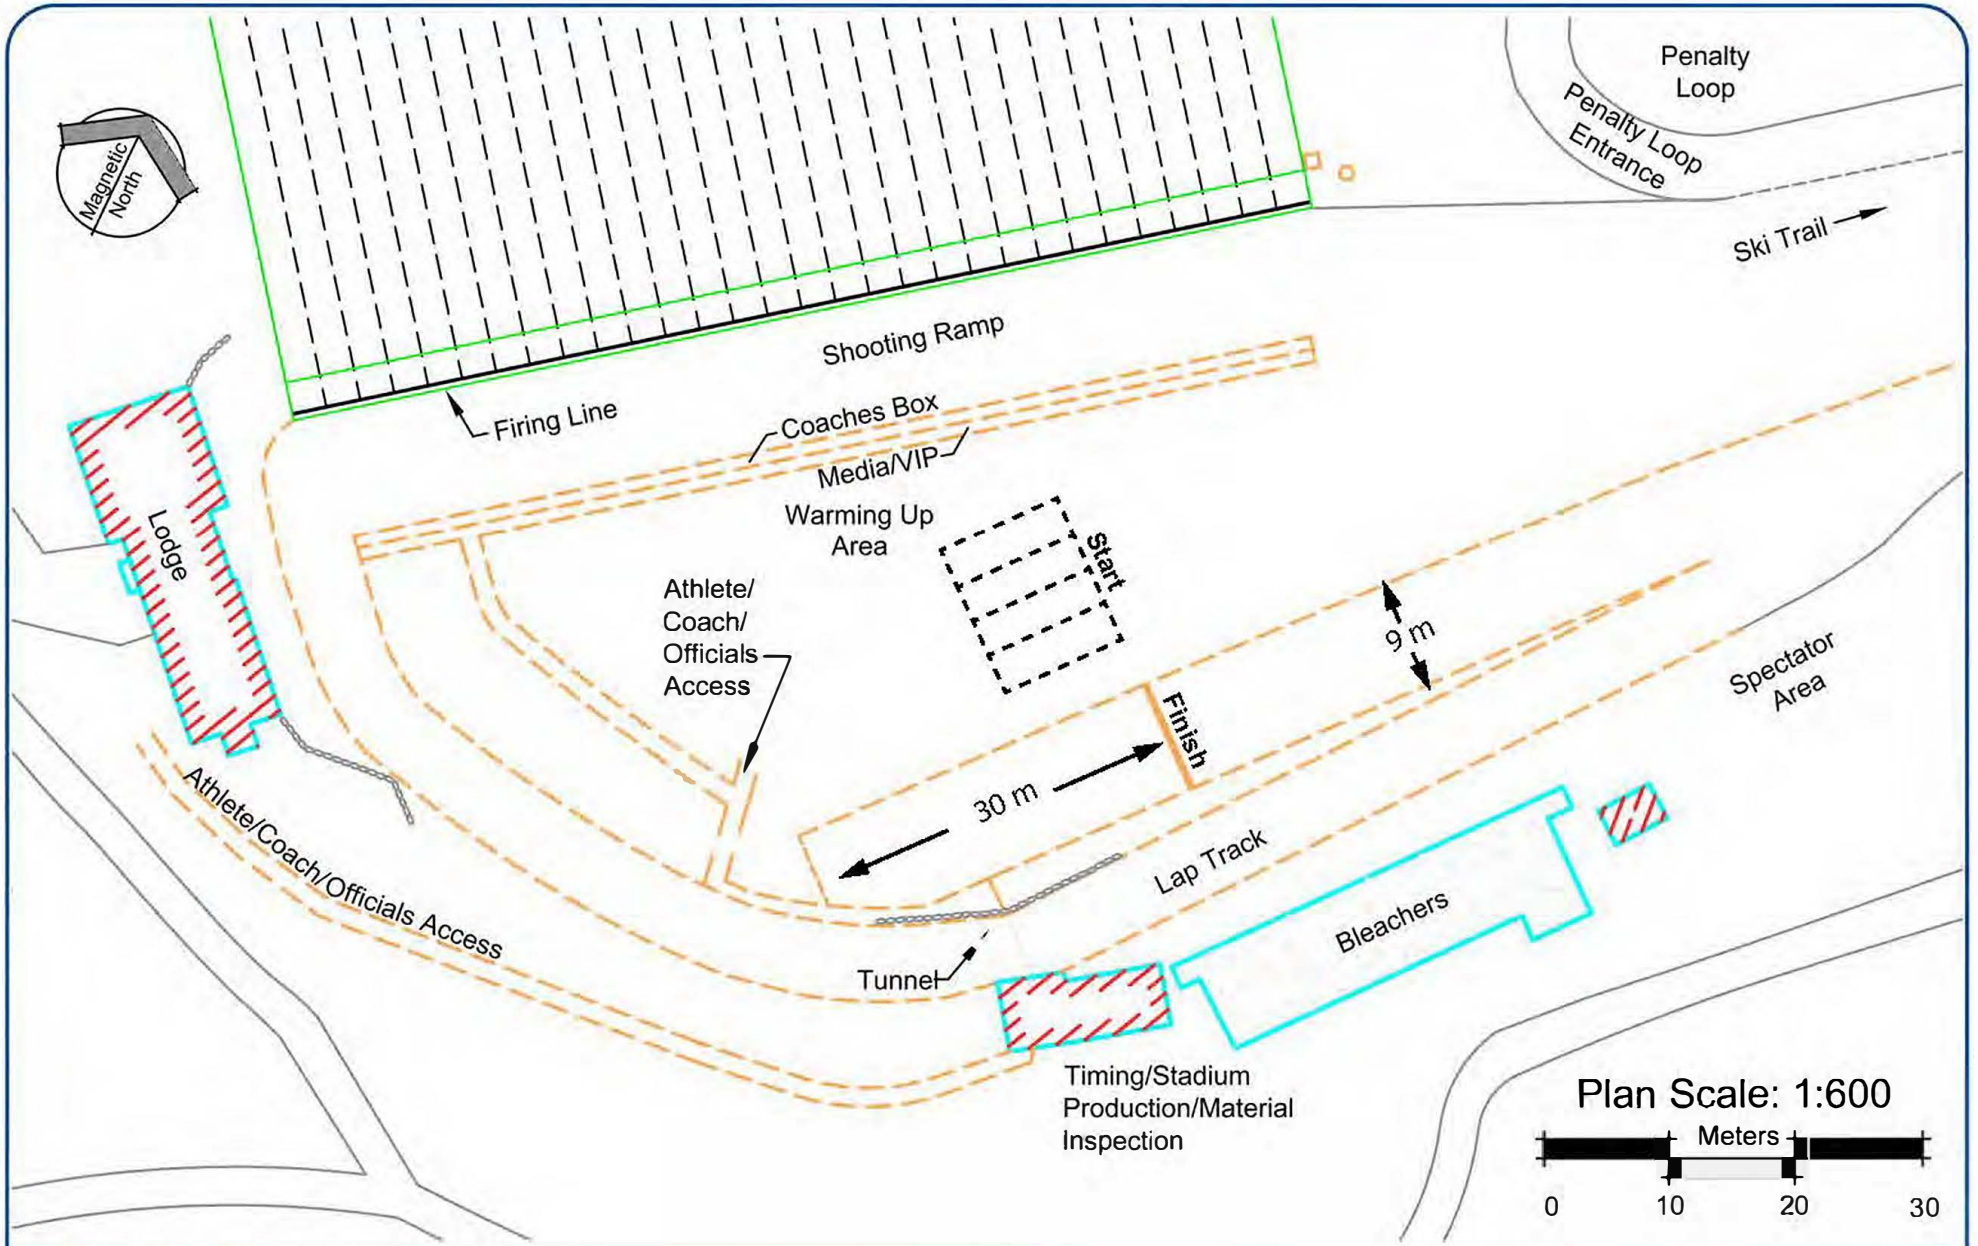 Penalty
Loop
Penalty Loop
Entrance
Magnetic
North
Ski Trail
Shooting Ramp
Firing Line
Coaches Box
Media/VIP
Warming Up
Area
Start
Lodge
Athlete/
Coach/
Officials
Access
9 m
Finish
30 m
Spectator
Area
Athlete/Coach/Officials Access
Lap Track
Bleachers
Tunnel
Timing/Stadium
Production/Material
Inspection
Plan Scale: 1:600
Meters
0 10 20 30